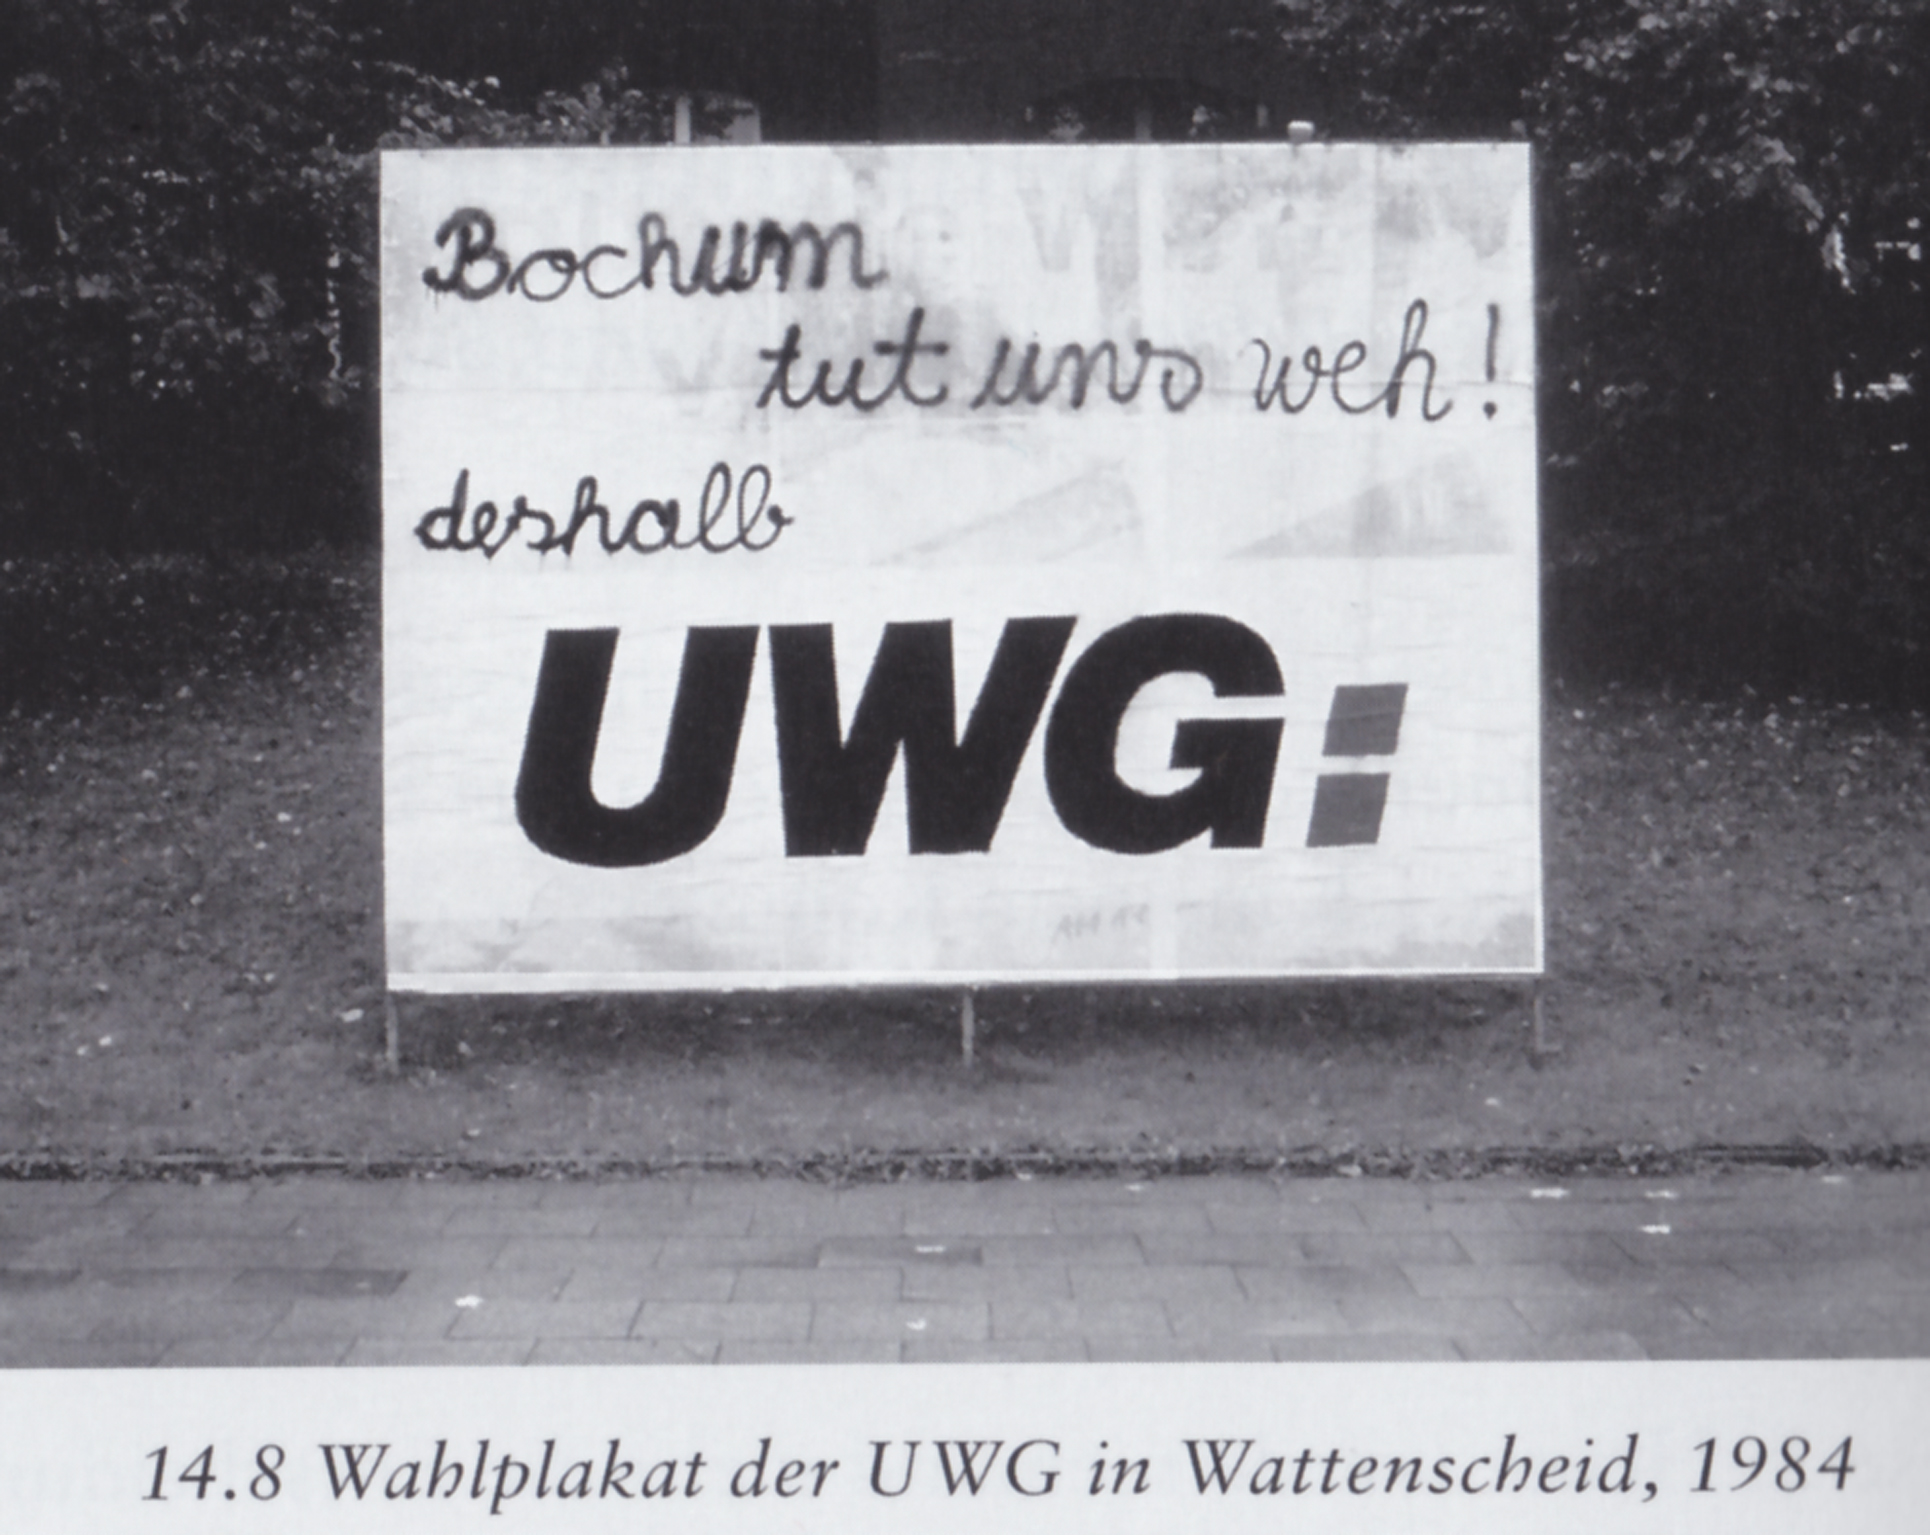 Bochum
tut uns weh!
deshalb
UWG:
14.8 Wahlplakat der UWG in Wattenscheid, 1984